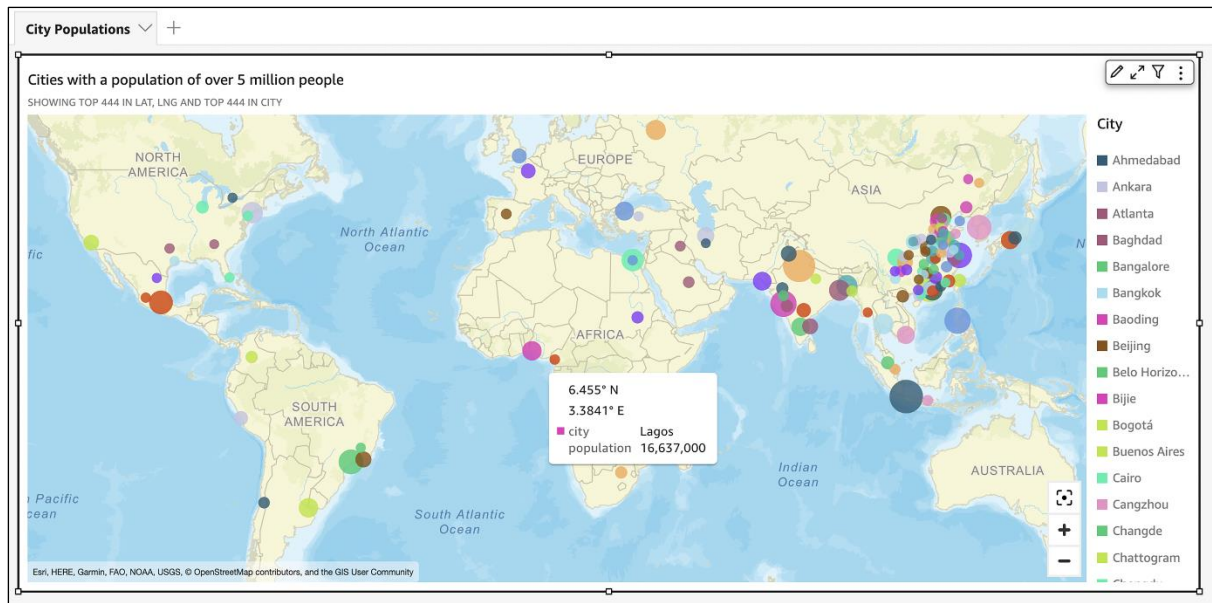 City Populations
Cities with a population of over 5 million people
SHOWING TOP 444 IN LAT, LNG AND TOP 444 IN CITY
NORTH
AMERICA
EUROPE
ASIA
North Atlantic
Ocean
AFRICA
SOUTH
AMERICA
Indian
Ocean
AUSTRALIA
South Atlantic
Ocean
Pacific
6.455° N
3.3841° E
city Lagos
population 16,637,000
City
Ahmedabad
Ankara
Atlanta
Baghdad
Bangalore
Bangkok
Baoding
Beijing
Belo Horizo...
Bijie
Bogotá
Buenos Aires
Cairo
Cangzhou
Changde
Chattogram
Esri, HERE, Garmin, FAO, NOAA, USGS, © OpenStreetMap contributors, and the GIS User Community